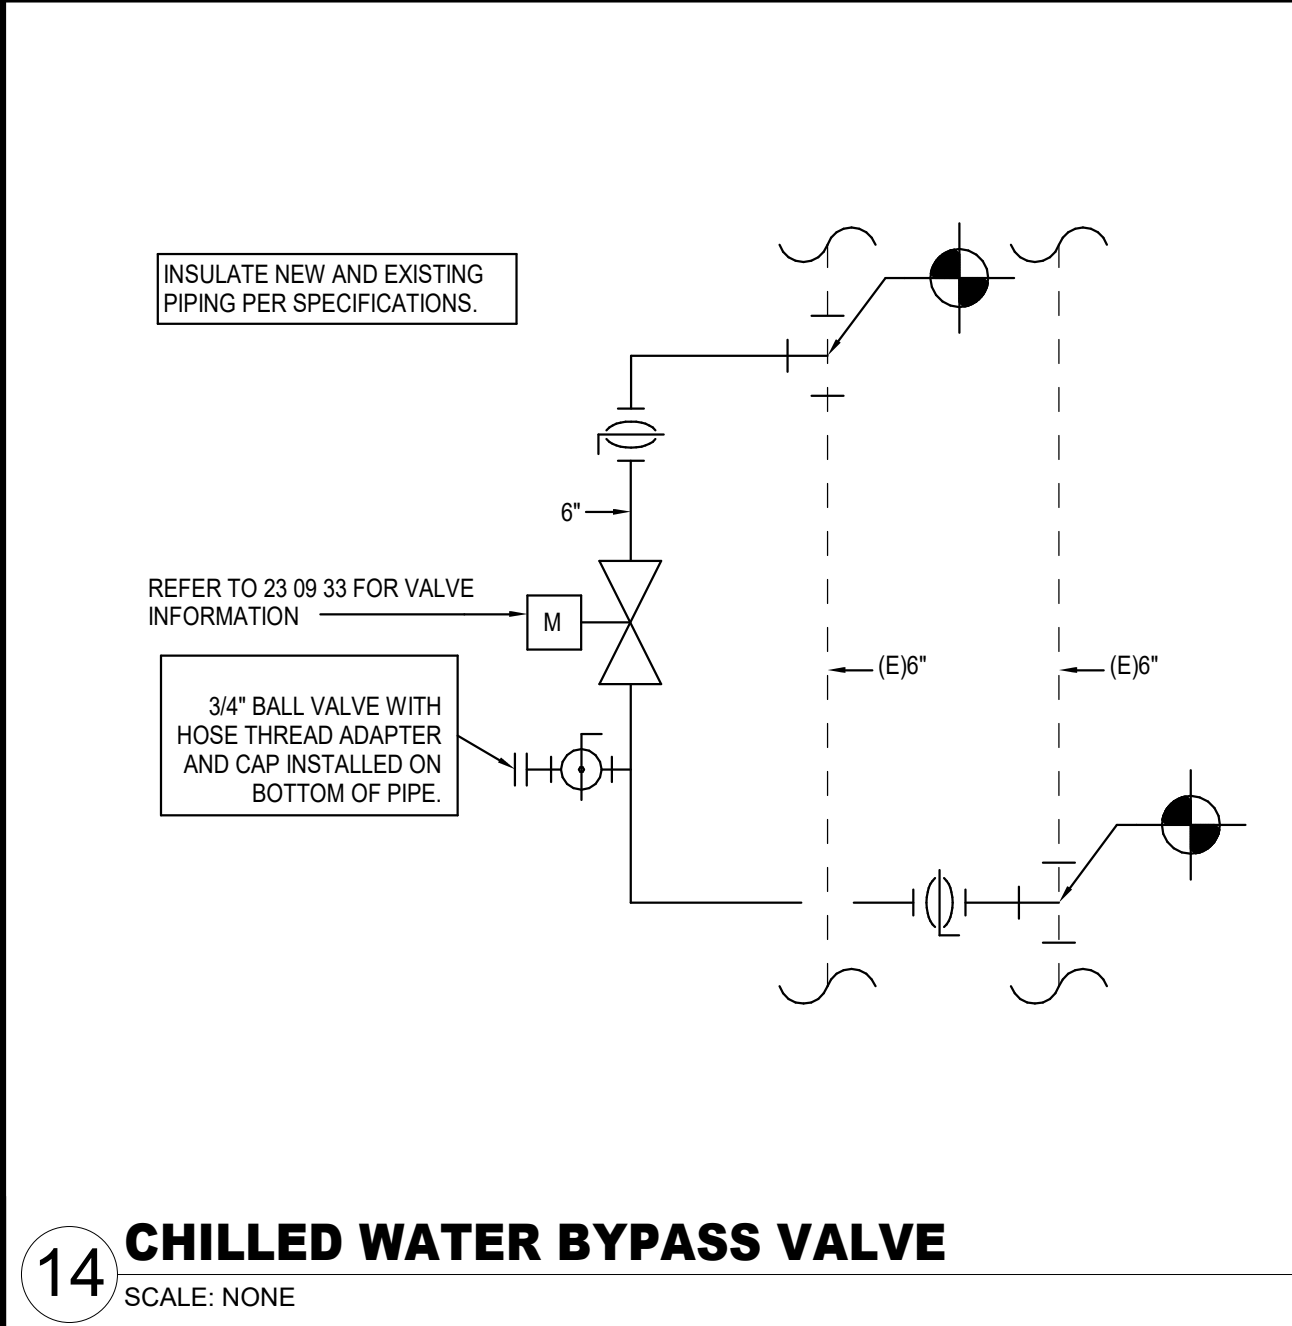 INSULATE NEW AND EXISTING
PIPING PER SPECIFICATIONS.
6"
REFER TO 23 09 33 FOR VALVE
INFORMATION
M
(E)6"
(E)6"
3/4" BALL VALVE WITH
HOSE THREAD ADAPTER
AND CAP INSTALLED ON
BOTTOM OF PIPE.
14
CHILLED WATER BYPASS VALVE
SCALE: NONE